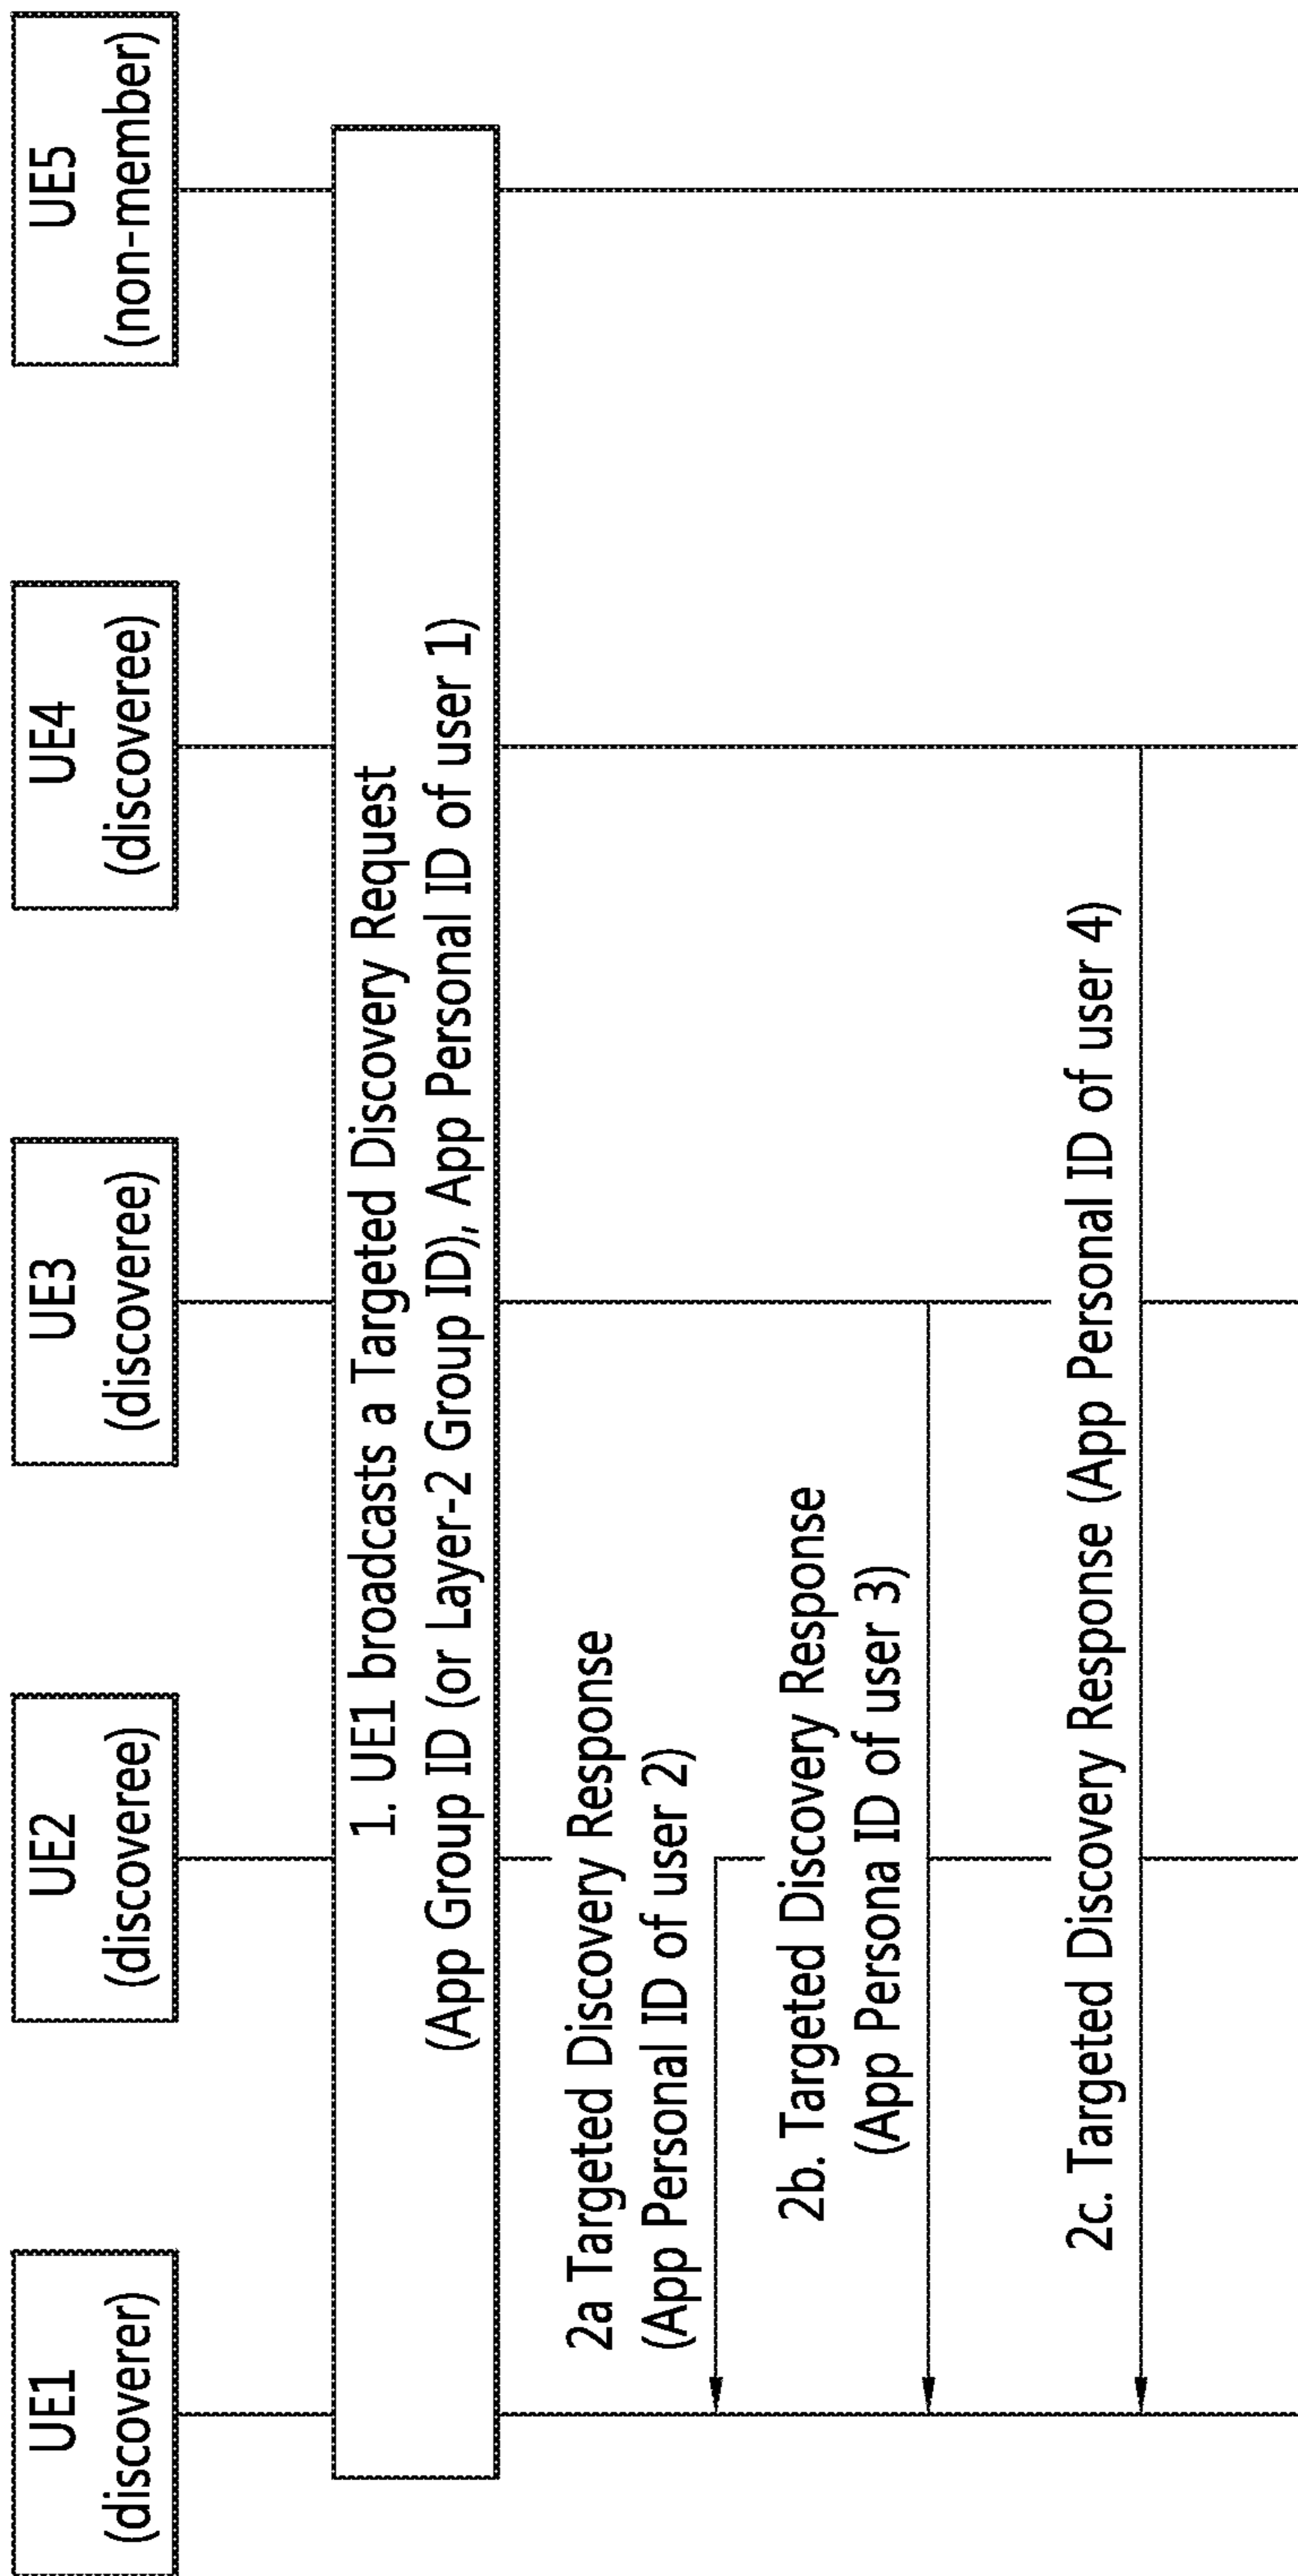 UE1
(discoverer)
UE2
(discoveree)
UE3
(discoveree)
UE4
(discoveree)
UE5
(non-member)
1. UE1 broadcasts a Targeted Discovery Request
(App Group ID (or Layer-2 Group ID), App Personal ID of user 1)
2a Targeted Discovery Response
(App Personal ID of user 2)
2b. Targeted Discovery Response
(App Persona ID of user 3)
2c. Targeted Discovery Response (App Personal ID of user 4)